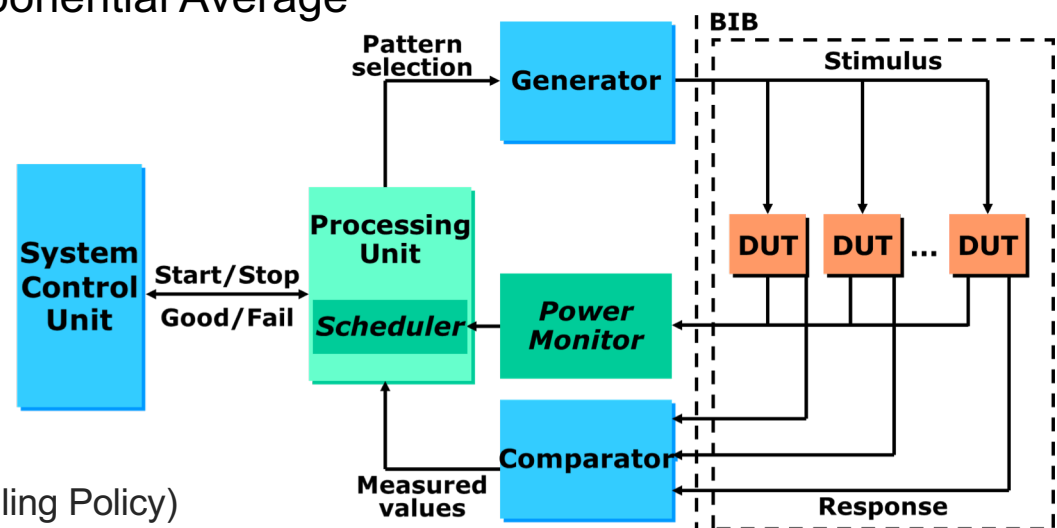 ponential Average
BIB
Pattern
selection
Generator
Stimulus
System
Control
Unit
Start/Stop
Good/Fail
Processing
Unit
Scheduler
Power
Monitor
DUT
DUT
...
DUT
Comparator
Measured
values
Response
ling Policy)